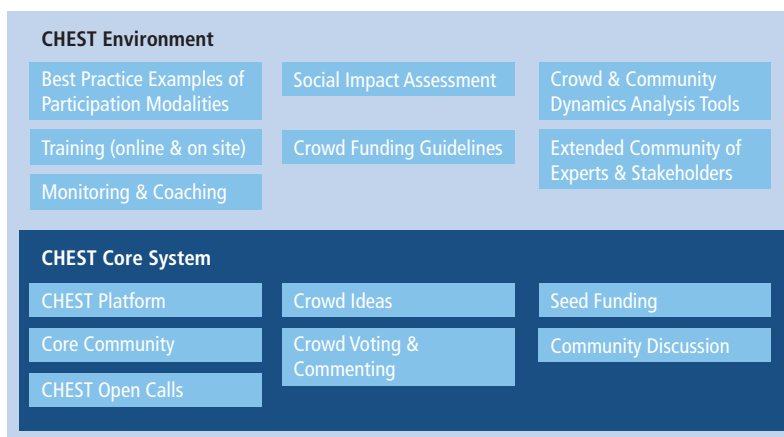 CHEST Environment
Best Practice Examples of
Participation Modalities
Social Impact Assessment
Crowd & Community
Dynamics Analysis Tools
Training (online & on site)
Crowd Funding Guidelines
Extended Community of
Experts & Stakeholders
Monitoring & Coaching
CHEST Core System
CHEST Platform
Crowd Ideas
Seed Funding
Core Community
Crowd Voting &
Commenting
Community Discussion
CHEST Open Calls